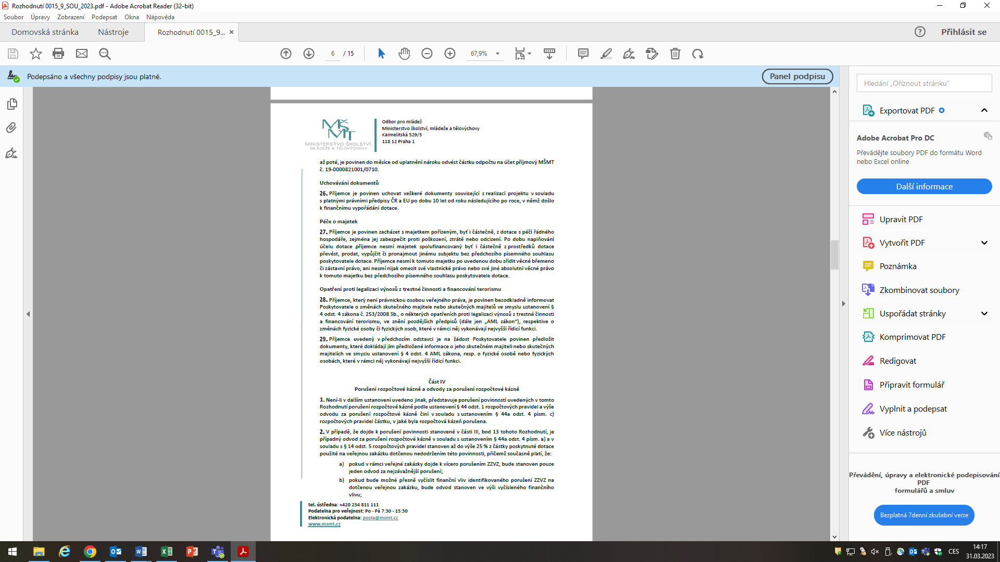 Rozhodnutí 0015_9_SOU_2023.pdf - Adobe Acrobat Reader (32-bit)
Soubor Úpravy Zobrazení Podepsat Okna Nápověda
Domovská stránka Nástroje Rozhodnutí 0015_9... × Přihlásit se
6 / 15 67,9%
Podepsáno a všechny podpisy jsou platné. Panel podpisu
MŠMT
MINISTERSTVO ŠKOLSTVÍ,
MLÁDEŽE A TĚLOVÝCHOVY
Odbor pro mládež
Ministerstvo školství, mládeže a tělovýchovy
Karmelitská 529/5
118 12 Praha 1
až poté, je povinen do měsíce od uplatnění nároku odvést částku odpočtu na účet příjmový MŠMT
č. 19-0000821001/0710.
Uchovávání dokumentů
26. Příjemce je povinen uchovat veškeré dokumenty související s realizací projektu v souladu
s platnými právními předpisy ČR a EU po dobu 10 let od roku následujícího po roce, v němž došlo
k finančnímu vypořádání dotace.
Péče o majetek
27. Příjemce je povinen zacházet s majetkem pořízeným, byť i částečně, z dotace s péčí řádného
hospodáře, zejména jej zabezpečit proti poškození, ztrátě nebo odcizení. Po dobu naplňování
účelu dotace příjemce nesmí majetek spolufinancovaný byť i částečně z prostředků dotace
převést, prodat, vypůjčit či pronajmout jinému subjektu bez předchozího písemného souhlasu
poskytovatele dotace. Příjemce nesmí k tomuto majetku po uvedenou dobu zřídit věcné břemeno
či zástavní právo, ani nesmí nijak omezit své vlastnické právo nebo své jiné absolutní věcné právo
k tomuto majetku bez předchozího písemného souhlasu poskytovatele dotace.
Opatření proti legalizaci výnosů z trestné činnosti a financování terorismu
28. Příjemce, který není právnickou osobou veřejného práva, je povinen bezodkladně informovat
Poskytovatele o změnách skutečného majitele nebo skutečných majitelů ve smyslu ustanovení §
4 odst. 4 zákona č. 253/2008 Sb., o některých opatřeních proti legalizaci výnosů z trestné činnosti
a financování terorismu, ve znění pozdějších předpisů (dále jen „AML zákon“), respektive o
změnách fyzické osoby či fyzických osob, které v rámci něj vykonávají nejvyšší řídicí funkci.
29. Příjemce uvedený v předchozím odstavci je na žádost Poskytovatele povinen předložit
dokumenty, které dokládají jím předložené informace o jeho skutečném majiteli nebo skutečných
majitelích ve smyslu ustanovení § 4 odst. 4 AML zákona, resp. o fyzické osobě nebo fyzických
osobách, které v rámci něj vykonávají nejvyšší řídicí funkci.
Část IV
Porušení rozpočtové kázně a odvody za porušení rozpočtové kázně
1. Není-li v dalším ustanovení uvedeno jinak, představuje porušení povinností uvedených v tomto
Rozhodnutí porušení rozpočtové kázně podle ustanovení § 44 odst. 1 rozpočtových pravidel a výše
odvodu za porušení rozpočtové kázně činí v souladu s ustanovením § 44a odst. 4 písm. c)
rozpočtových pravidel částku, v jaké byla rozpočtová kázeň porušena.
2. V případě, že dojde k porušení povinnosti stanovené v části III, bod 13 tohoto Rozhodnutí, je
případný odvod za porušení rozpočtové kázně v souladu s ustanovením § 44a odst. 4 písm. a) a v
souladu s § 14 odst. 5 rozpočtových pravidel stanoven až do výše 25 % z částky poskytnuté dotace
použité na veřejnou zakázku dotčenou nedodržením této povinnosti, přičemž současně platí, že:
a) pokud v rámci veřejné zakázky dojde k vícero porušením ZZVZ, bude stanoven pouze
jeden odvod za nejzávažnější porušení;
b) pokud bude možné přesně vyčíslit finanční vliv identifikovaného porušení ZZVZ na
dotčenou veřejnou zakázku, bude odvod stanoven ve výši vyčísleného finančního
vlivu;
tel. ústředna: +420 234 811 111
Podatelna pro veřejnost: Po - Pá 7:30 - 15:30
Elektronická podatelna: posta@msmt.cz
www.msmt.cz
Hledání „Oříznout stránku“
Exportovat PDF
Adobe Acrobat Pro DC
Převádějte soubory PDF do formátu Word
nebo Excel online
Další informace
Upravit PDF
Vytvořit PDF
Poznámka
Zkombinovat soubory
Uspořádat stránky
Komprimovat PDF
Redigovat
Připravit formulář
Vyplnit a podepsat
Více nástrojů
Převádění, úpravy a elektronické podepisování
PDF
formulářů a smluv
Bezplatná 7denní zkušební verze
CES
14:17
31.03.2023